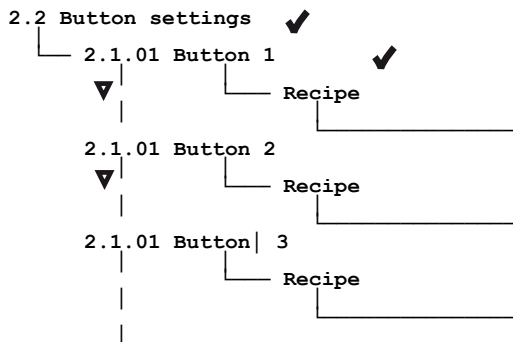 2.2 Button settings
2.1.01 Button 1
Recipe
2.1.01 Button 2
Recipe
2.1.01 Button 3
Recipe